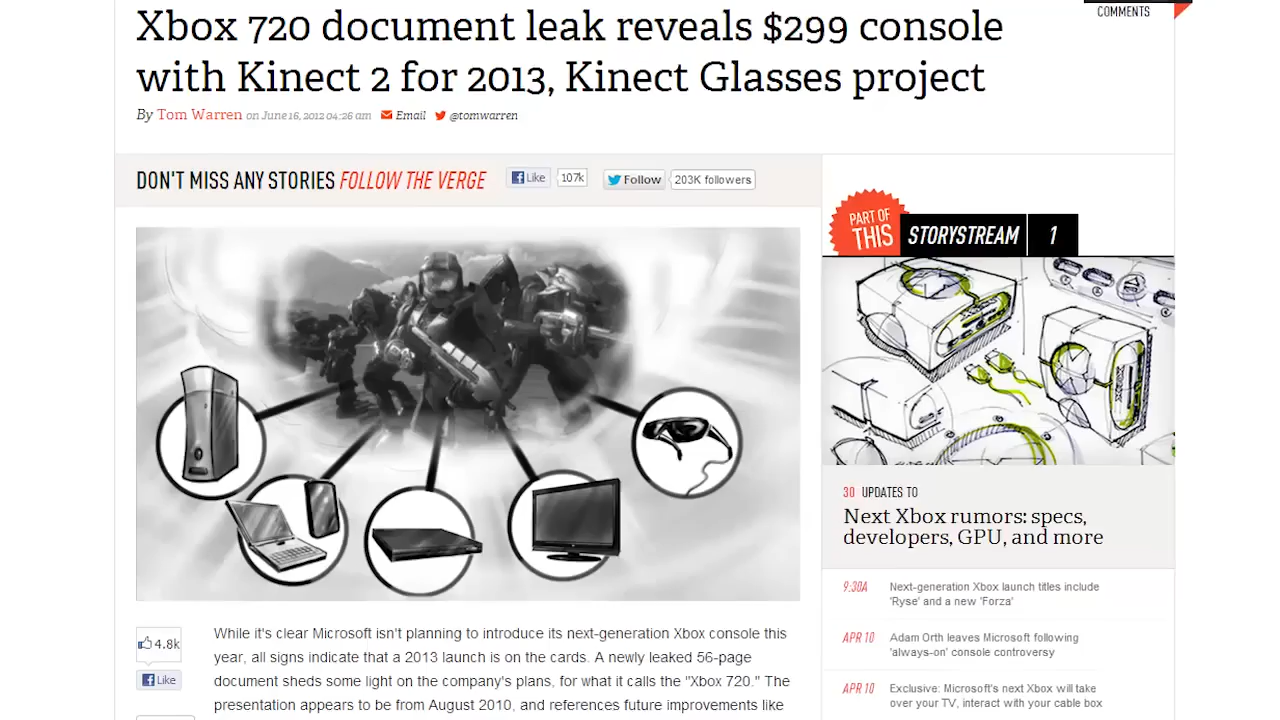 COMMENTS
Xbox 720 document leak reveals $299 console
with Kinect 2 for 2013, Kinect Glasses project
By Tom Warren on June 16, 2012 04:26 am Email @tomwarren
DON'T MISS ANY STORIES FOLLOW THE VERGE Like 107k Follow 203K followers
PART OF
THIS STORYSTREAM 1
30 UPDATES TO
Next Xbox rumors: specs,
developers, GPU, and more
9:30A Next-generation Xbox launch titles include
'Ryse' and a new 'Forza'
APR 10 Adam Orth leaves Microsoft following
'always-on' console controversy
APR 10 Exclusive: Microsoft's next Xbox will take
over your TV, interact with your cable box
4.8k
Like
While it's clear Microsoft isn't planning to introduce its next-generation Xbox console this
year, all signs indicate that a 2013 launch is on the cards. A newly leaked 56-page
document sheds some light on the company's plans, for what it calls the "Xbox 720." The
presentation appears to be from August 2010, and references future improvements like